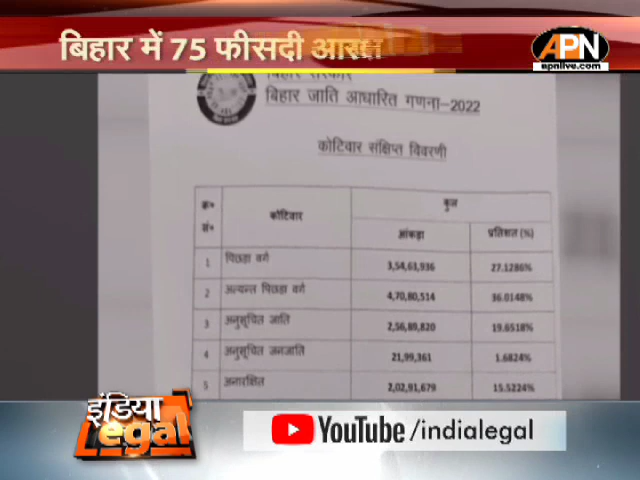 बिहार में 75 फीसदी
APN
apnlive.com
बिहार सरकार
बिहार जाति आधारित गणना-2022
कोटिवार संक्षिप्त विवरणी
क्र० सं० कोटिवार कुल
आंकड़ा प्रतिशत (%)
1 पिछड़ा वर्ग 3,54,63,936 27.1286%
2 अत्यन्त पिछड़ा वर्ग 4,70,80,514 36.0148%
3 अनुसूचित जाति 2,56,89,820 19.6518%
4 अनुसूचित जनजाति 21,99,361 1.6824%
5 अनारक्षित 2,02,91,679 15.5224%
इंडिया
Legal
YouTube/indialegal